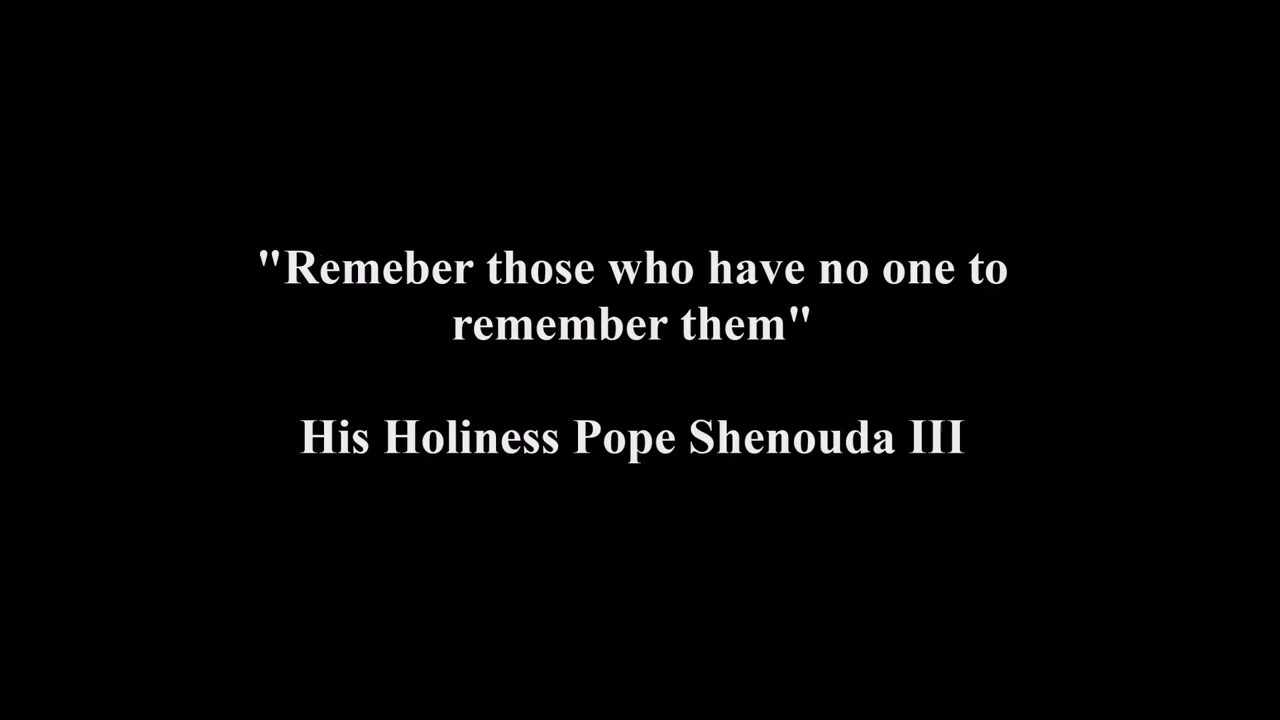 "Remeber those who have no one to
remember them"
His Holiness Pope Shenouda III